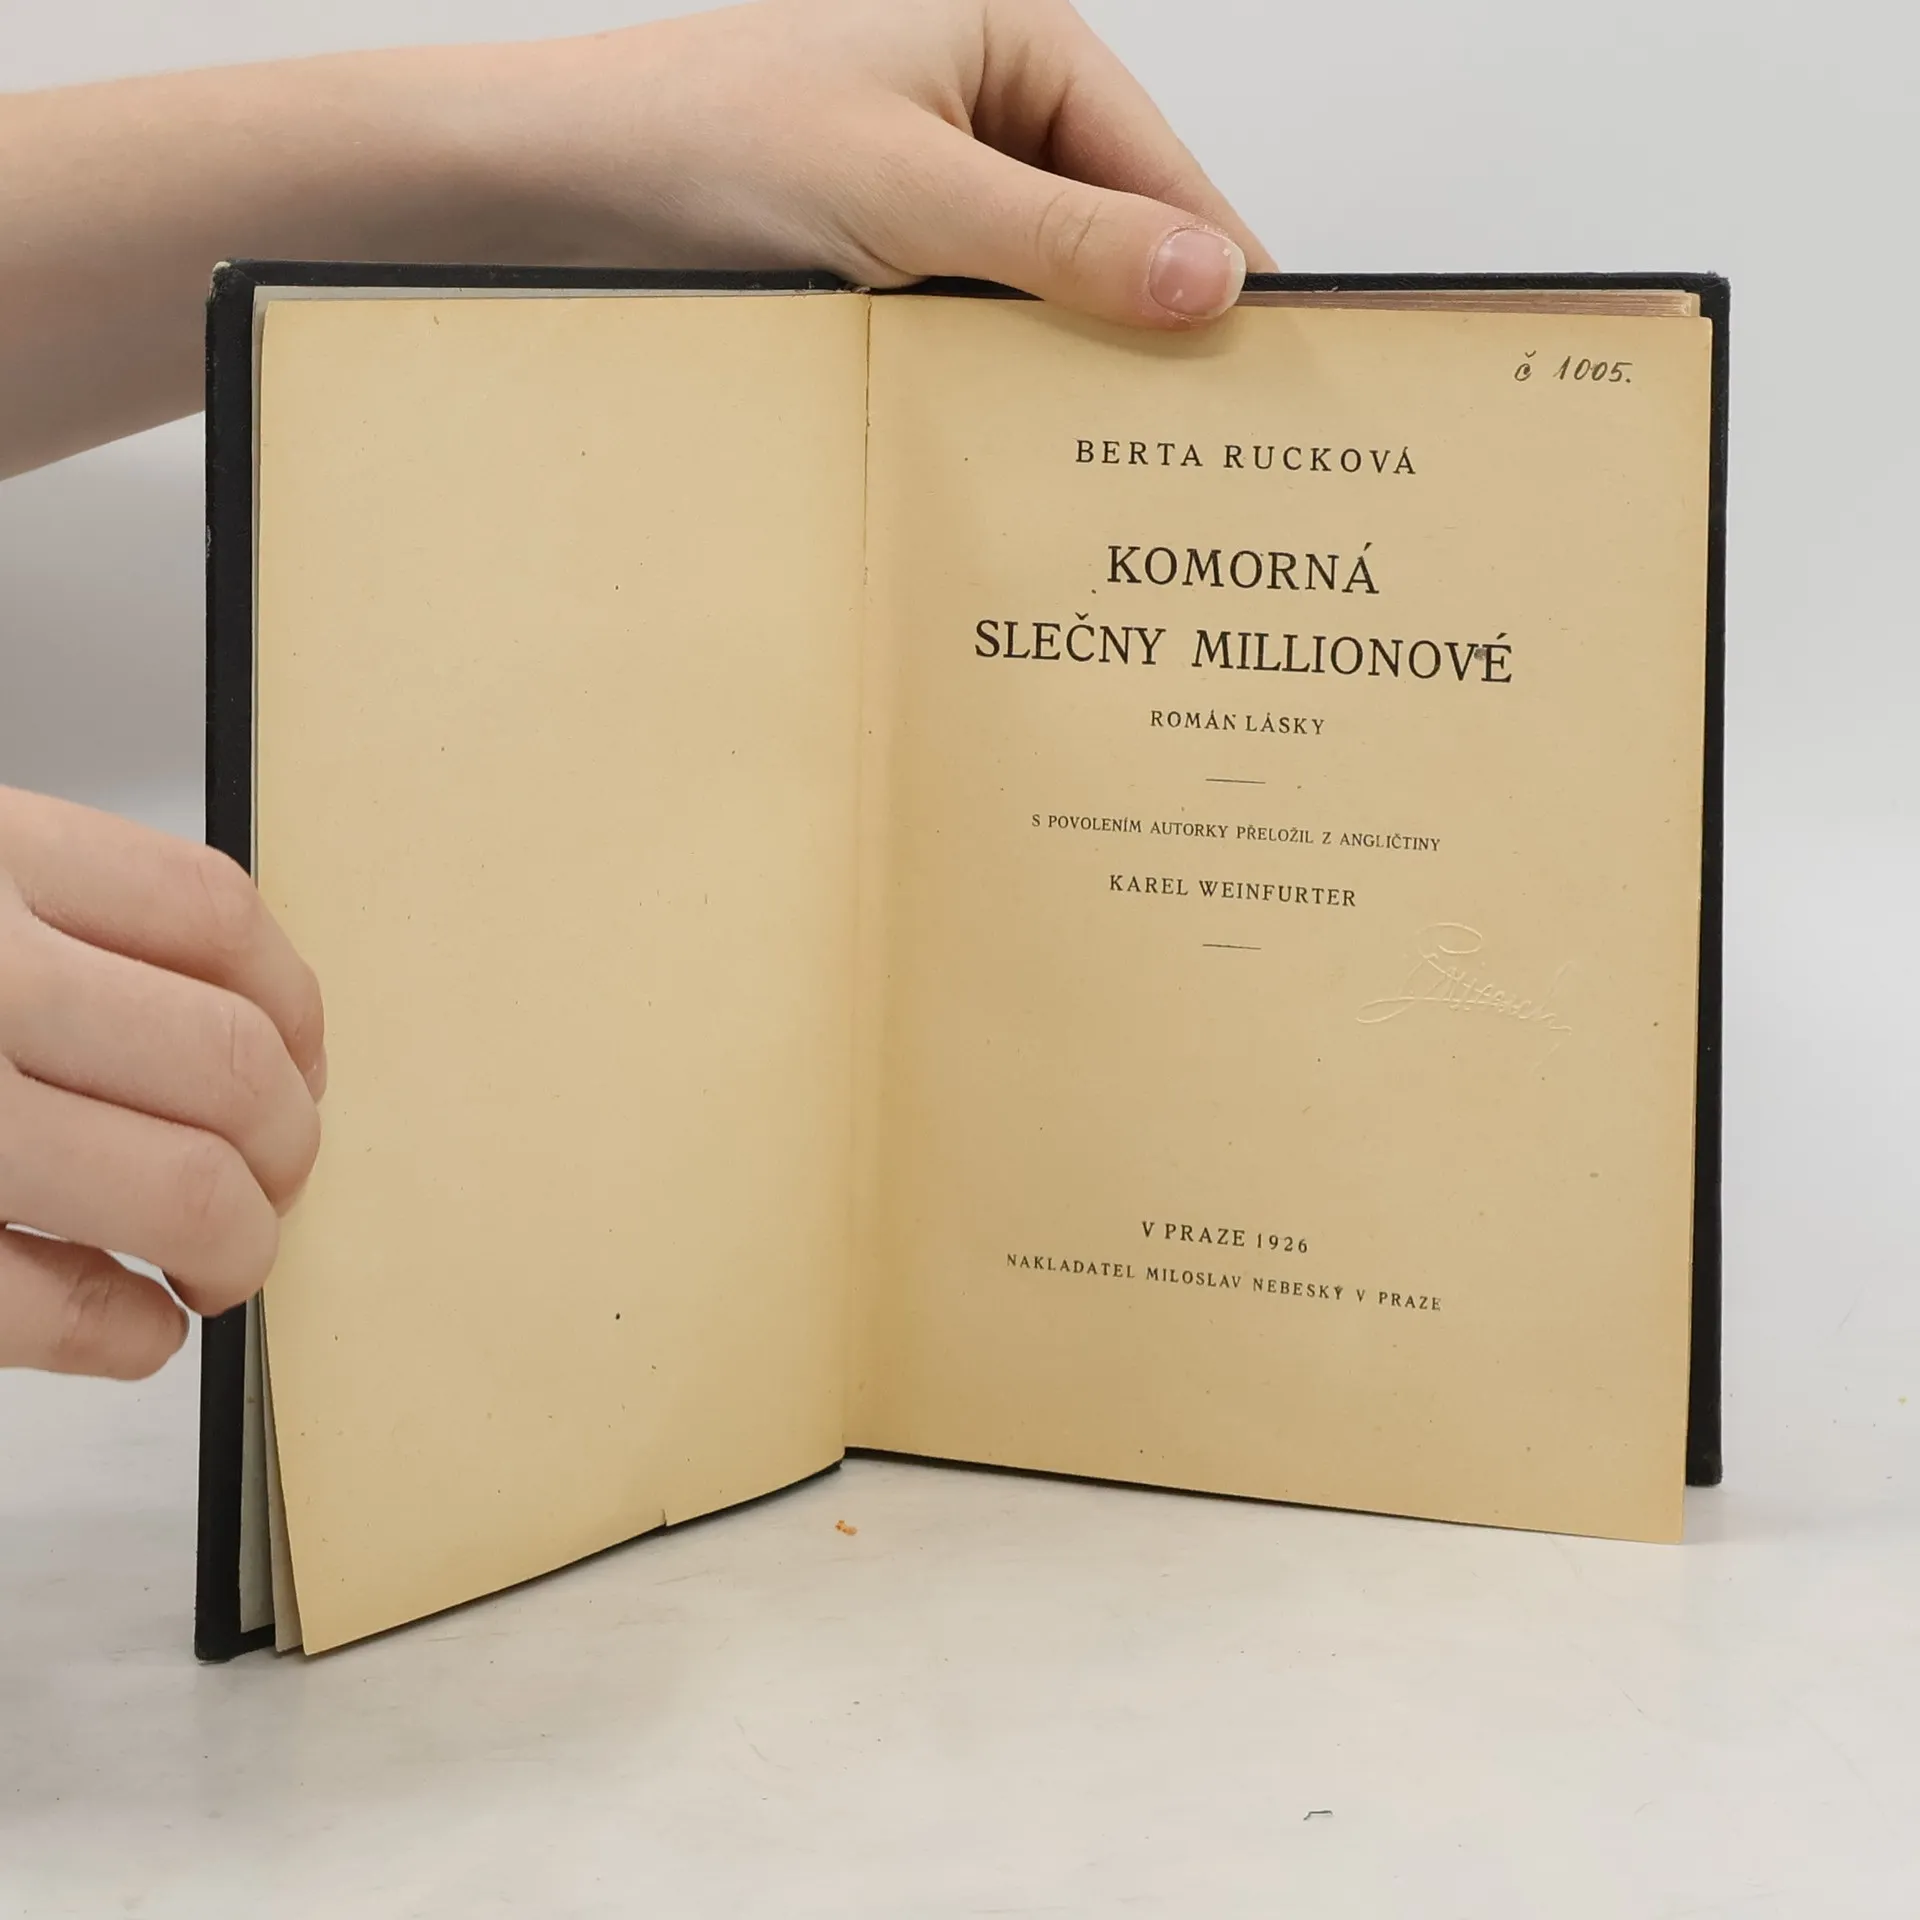 č 1005.
BERTA RUCKOVÁ
KOMORNÁ
SLEČNY MILLIONOVÉ
ROMÁN LÁSKY
S POVOLENÍM AUTORKY PŘELOŽIL Z ANGLIČTINY
KAREL WEINFURTER
V PRAZE 1926
NAKLADATEL MILOSLAV NEBESKÝ V PRAZE